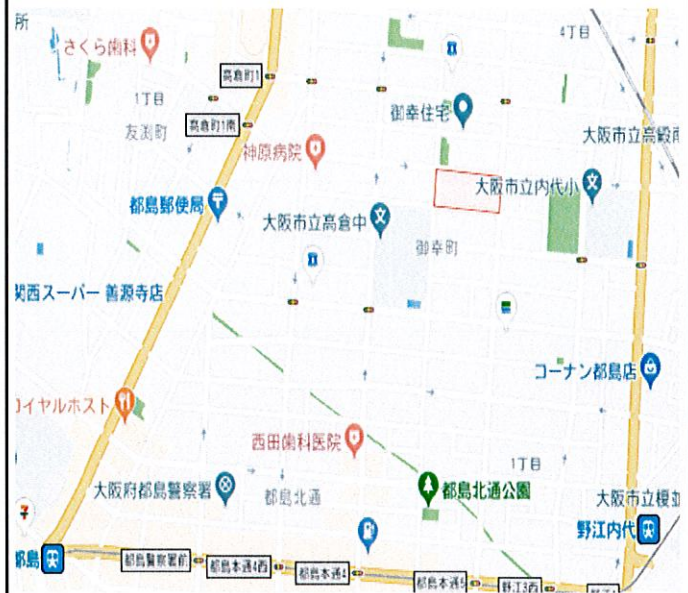 所
さくら歯科
4丁目
高倉町1
1丁目
御幸住宅
友渕町
高倉町1南
大阪市立高殿南
神原病院
大阪市立内代小
文
都島郵便局
大阪市立高倉中
文
御幸町
関西スーパー 善源寺店
コーナン都島店
ロイヤルホスト
西田歯科医院
1丁目
大阪府都島警察署
都島北通
都島北通公園
大阪市立榎並
野江内代
都島
都島警察署前
都島本通4西
都島本通4
都島本通5
野江3西